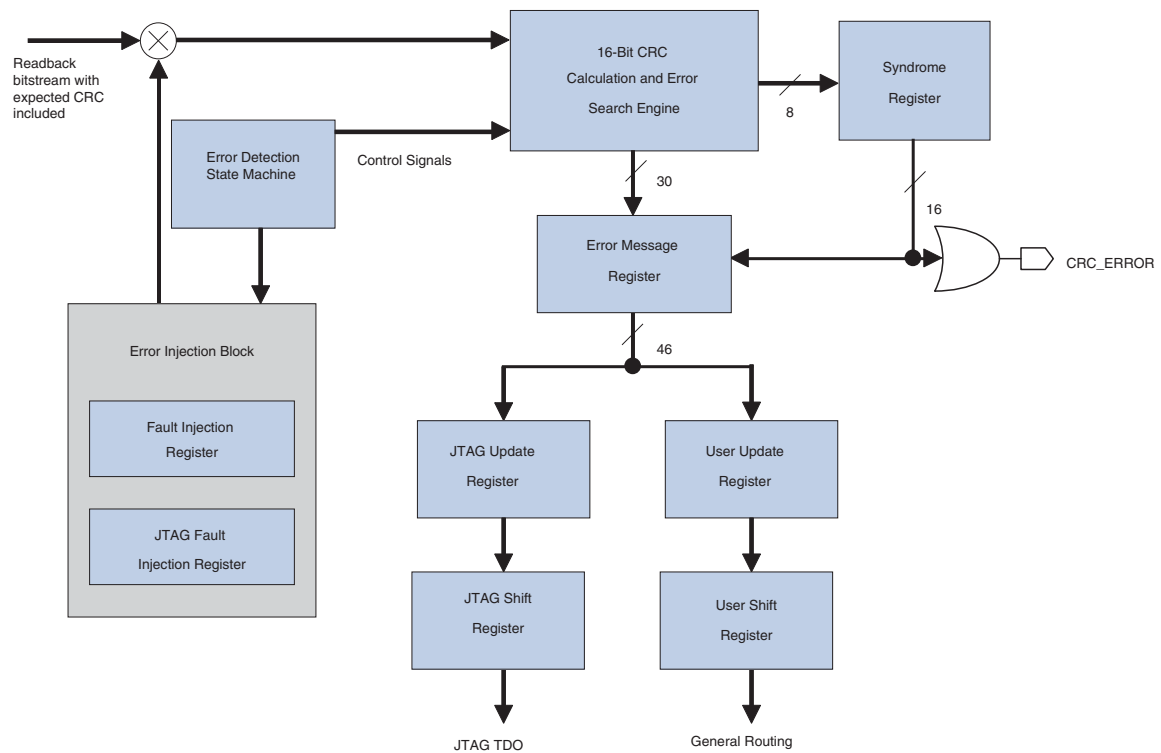 Readback
bitstream with
expected CRC
included
16-Bit CRC
Calculation and Error
Search Engine
8
Syndrome
Register
Error Detection
State Machine
Control Signals
30
16
Error Message
Register
CRC_ERROR
46
Error Injection Block
Fault Injection
Register
JTAG Fault
Injection Register
JTAG Update
Register
User Update
Register
JTAG Shift
Register
User Shift
Register
JTAG TDO
General Routing